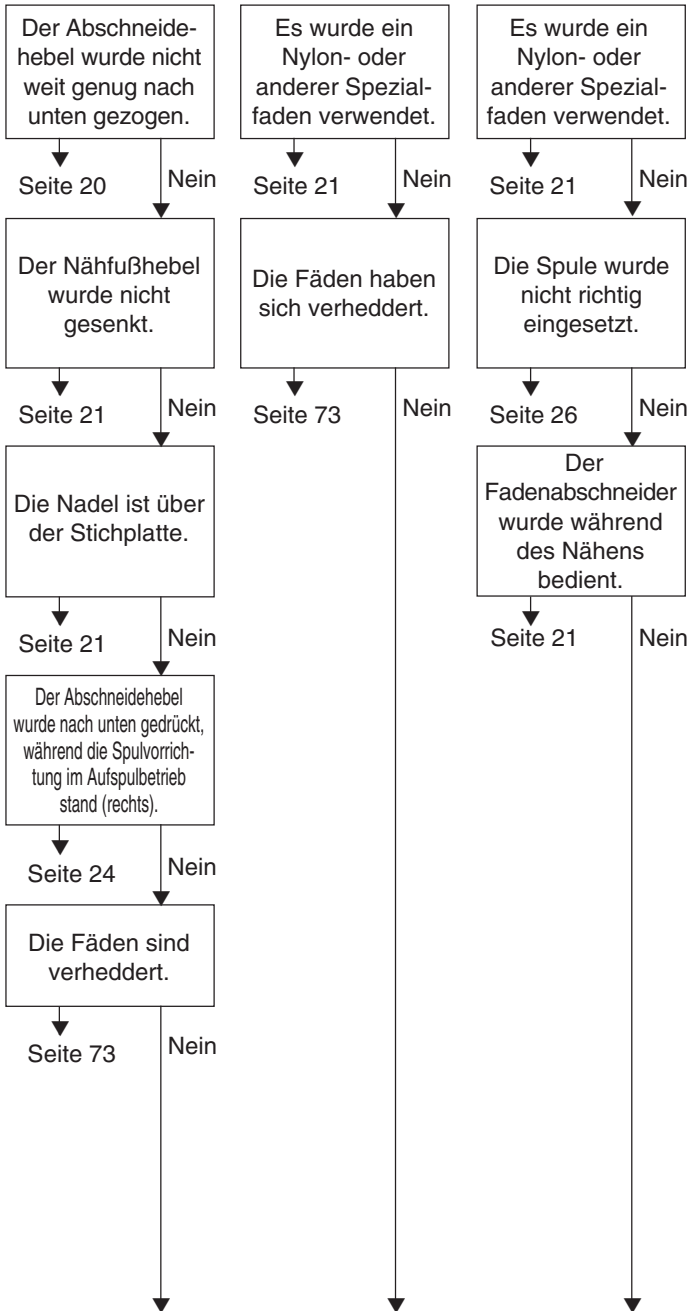 Der Abschneide-
hebel wurde nicht
weit genug nach
unten gezogen.
Seite 20
Nein
Der Nähfußhebel
wurde nicht
gesenkt.
Seite 21
Nein
Die Nadel ist über
der Stichplatte.
Seite 21
Nein
Der Abschneidehebel
wurde nach unten gedrückt,
während die Spulvorrich-
tung im Aufspulbetrieb
stand (rechts).
Seite 24
Nein
Die Fäden sind
verheddert.
Seite 73
Nein
Es wurde ein
Nylon- oder
anderer Spezial-
faden verwendet.
Seite 21
Nein
Die Fäden haben
sich verheddert.
Seite 73
Nein
Es wurde ein
Nylon- oder
anderer Spezial-
faden verwendet.
Seite 21
Nein
Die Spule wurde
nicht richtig
eingesetzt.
Seite 26
Nein
Der
Fadenabschneider
wurde während
des Nähens
bedient.
Seite 21
Nein